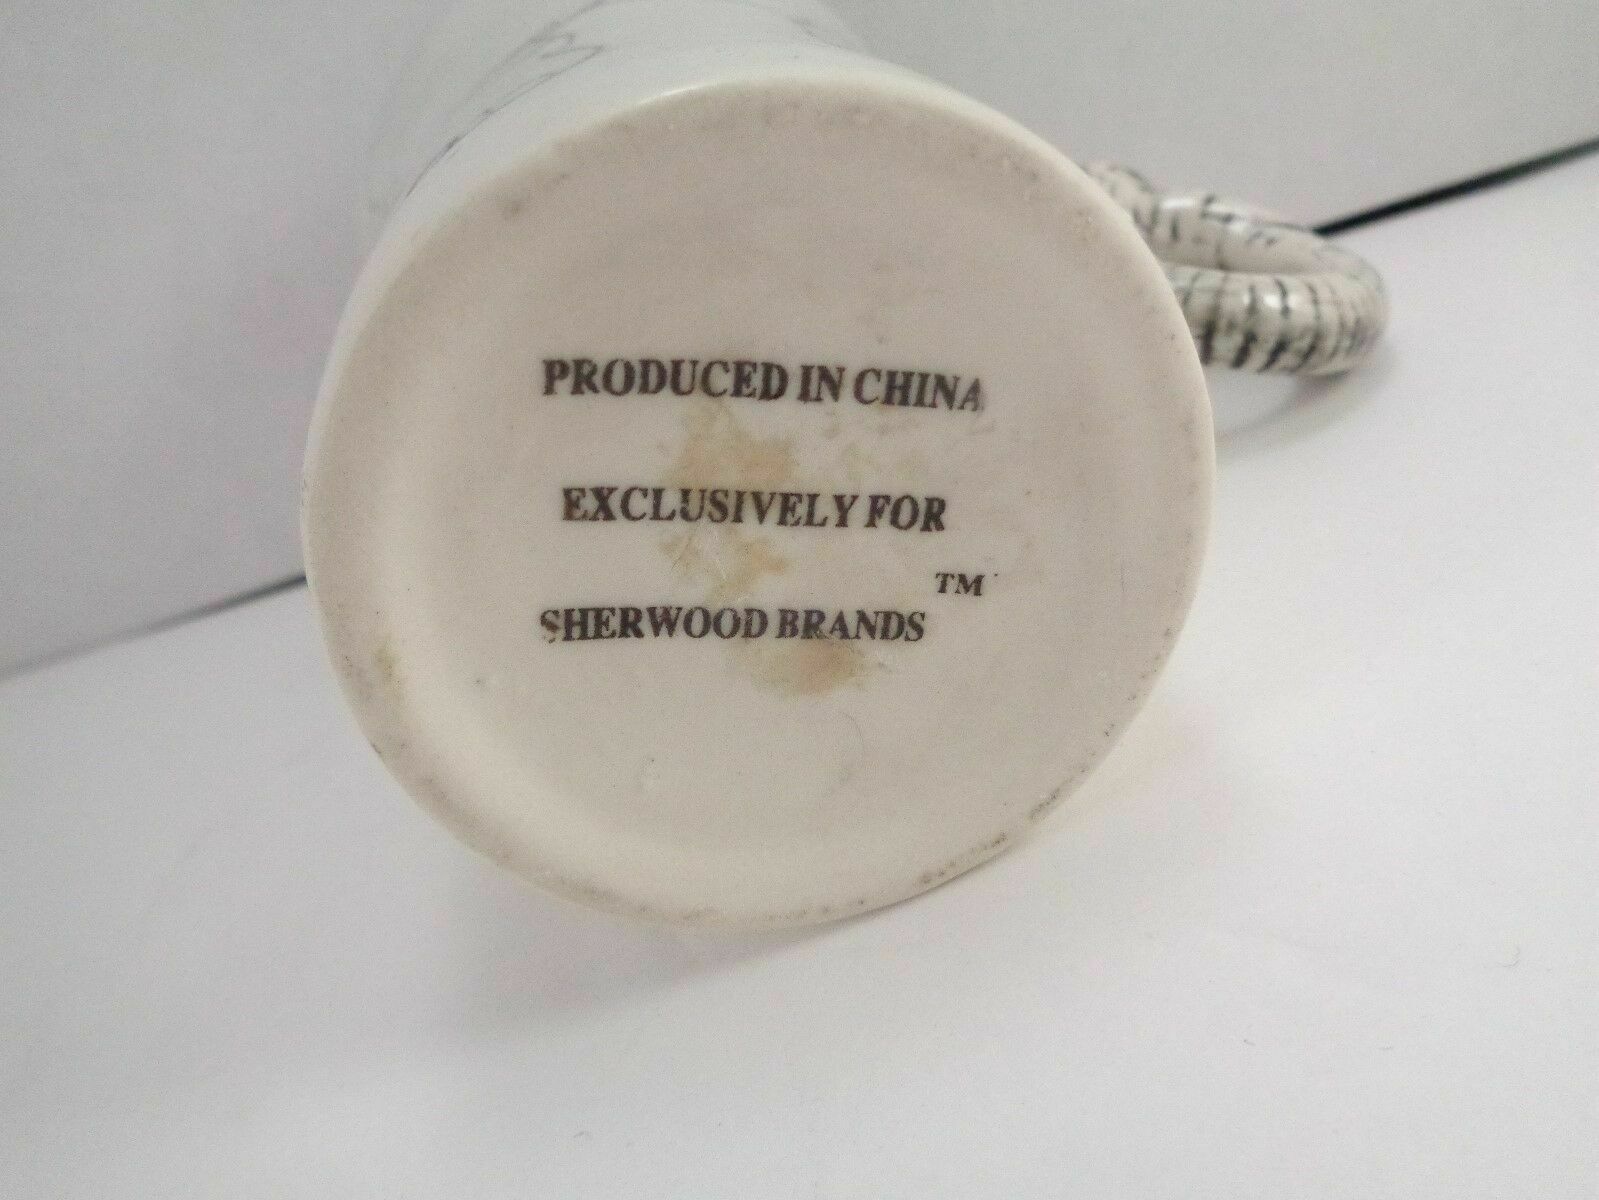 PRODUCED IN CHINA
EXCLUSIVELY FOR
SHERWOOD BRANDS ™